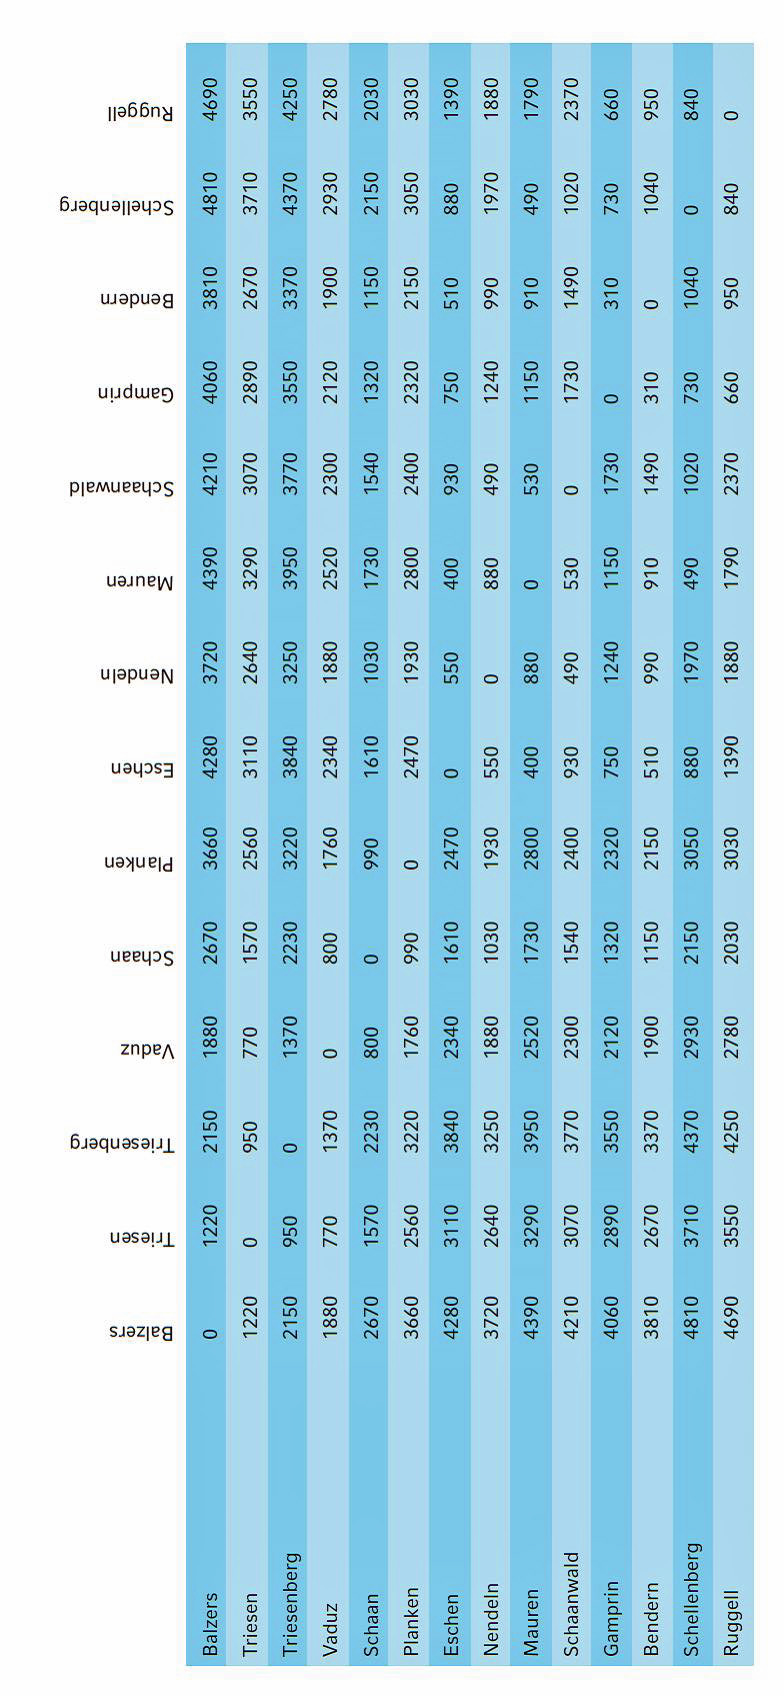 Balzers Triesen Triesenberg Vaduz Schaan Planken Eschen Nendeln Mauren Schaanwald Gamprin Bendern Schellenberg Ruggell
Balzers 0 1220 2150 1880 2670 3660 4280 3720 4390 4210 4060 3810 4810 4690
Triesen 1220 0 950 770 1570 2560 3110 2640 3290 3070 2890 2670 3710 3550
Triesenberg 2150 950 0 1370 2230 3220 3840 3250 3950 3770 3550 3370 4370 4250
Vaduz 1880 770 1370 0 800 1760 2340 1880 2520 2300 2120 1900 2930 2780
Schaan 2670 1570 2230 800 0 990 1610 1030 1730 1540 1320 1150 2150 2030
Planken 3660 2560 3220 1760 990 0 2470 1930 2800 2400 2320 2150 3050 3030
Eschen 4280 3110 3840 2340 1610 2470 0 550 400 930 750 510 880 1390
Nendeln 3720 2640 3250 1880 1030 1930 550 0 880 490 1240 990 1970 1880
Mauren 4390 3290 3950 2520 1730 2800 400 880 0 530 1150 910 490 1790
Schaanwald 4210 3070 3770 2300 1540 2400 930 490 530 0 1730 1490 1020 2370
Gamprin 4060 2890 3550 2120 1320 2320 750 1240 1150 1730 0 310 730 660
Bendern 3810 2670 3370 1900 1150 2150 510 990 910 1490 310 0 1040 950
Schellenberg 4810 3710 4370 2930 2150 3050 880 1970 490 1020 730 1040 0 840
Ruggell 4690 3550 4250 2780 2030 3030 1390 1880 1790 2370 660 950 840 0